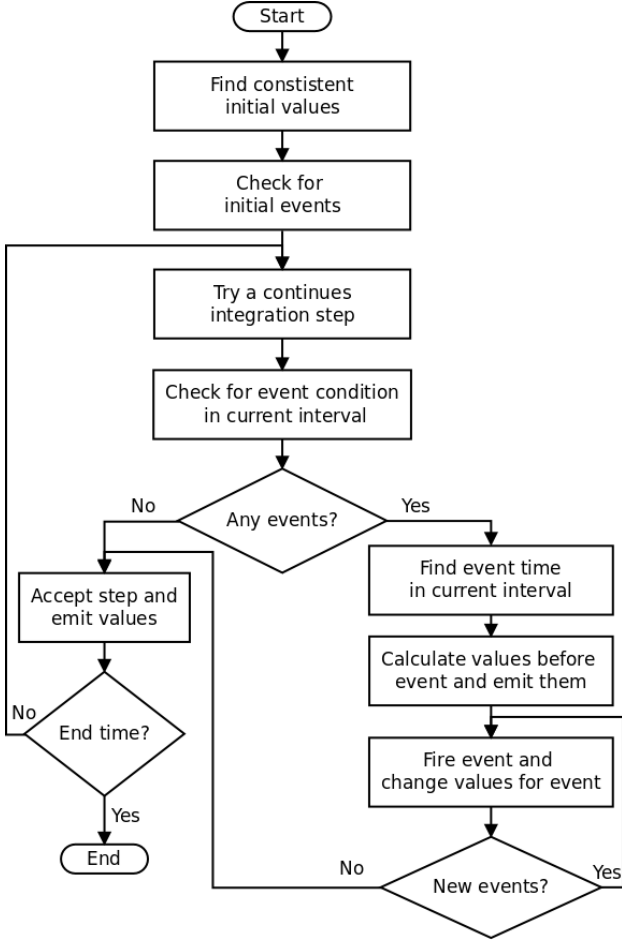 Start
Find constistent
initial values
Check for
initial events
Try a continues
integration step
Check for event condition
in current interval
Any events?
No
Yes
Find event time
in current interval
Accept step and
emit values
Calculate values before
event and emit them
No
End time?
Fire event and
change values for event
Yes
End
No
New events?
Yes